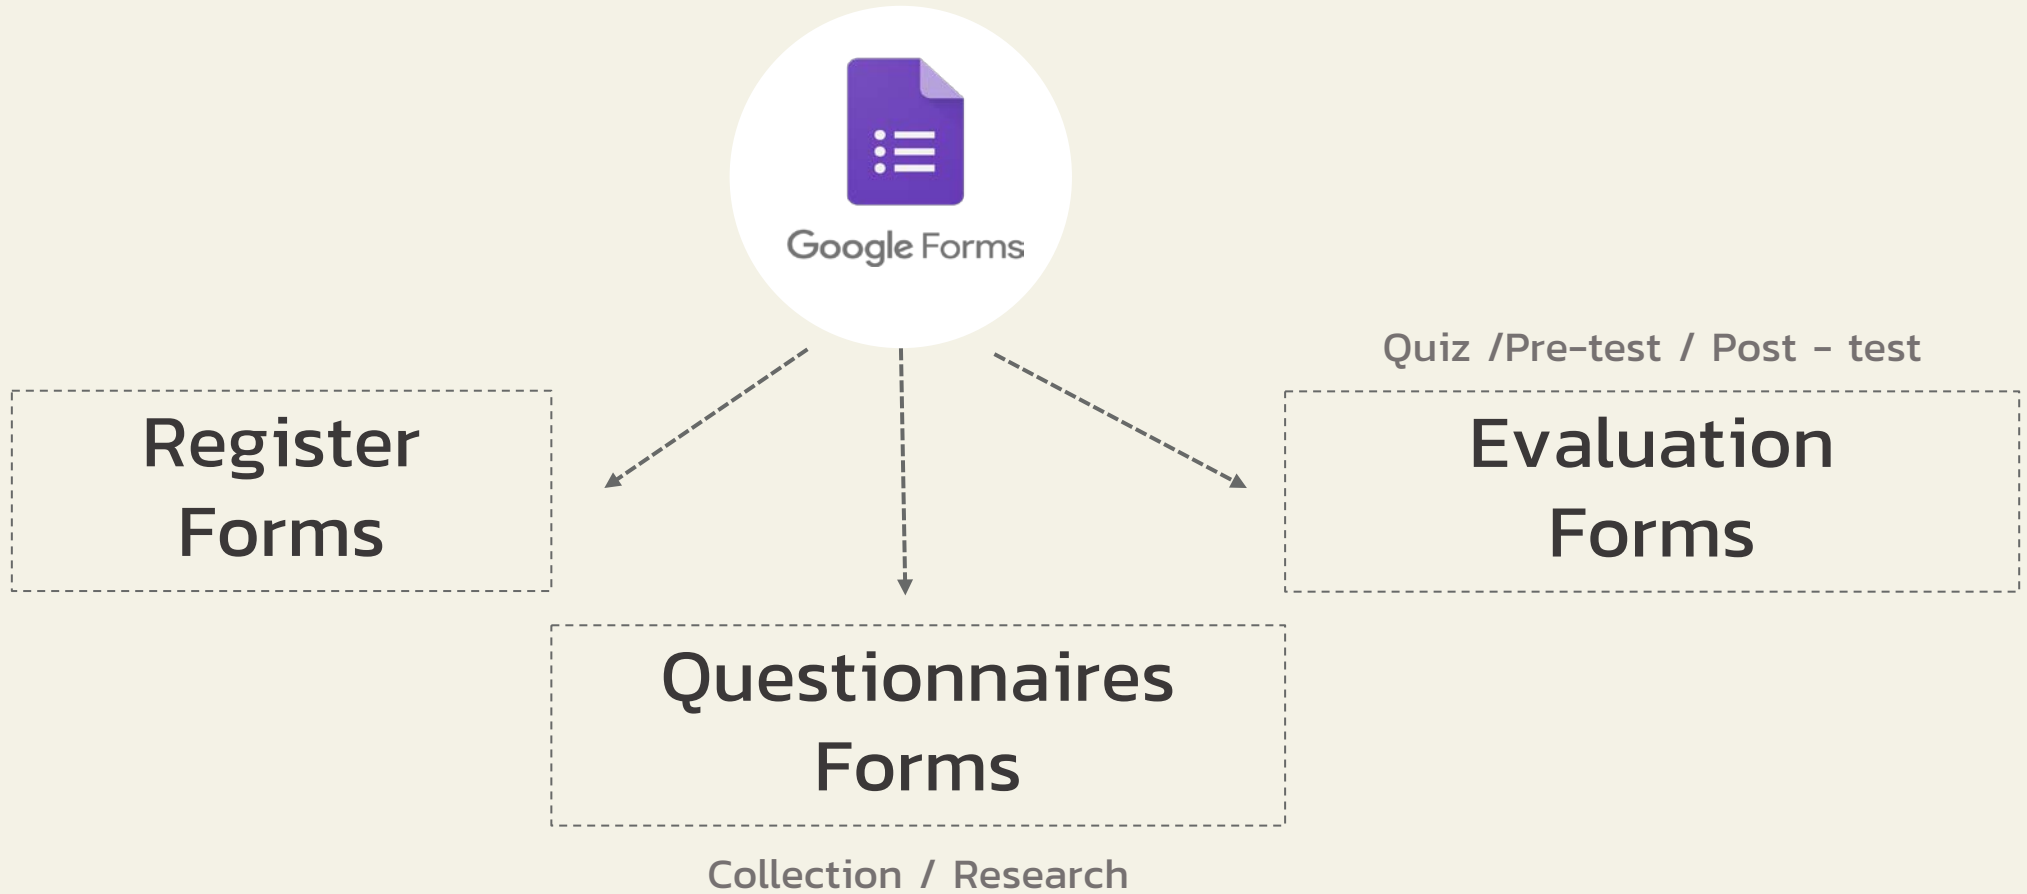 Google Forms
Quiz /Pre-test / Post - test
Register
Forms
Evaluation
Forms
Questionnaires
Forms
Collection / Research